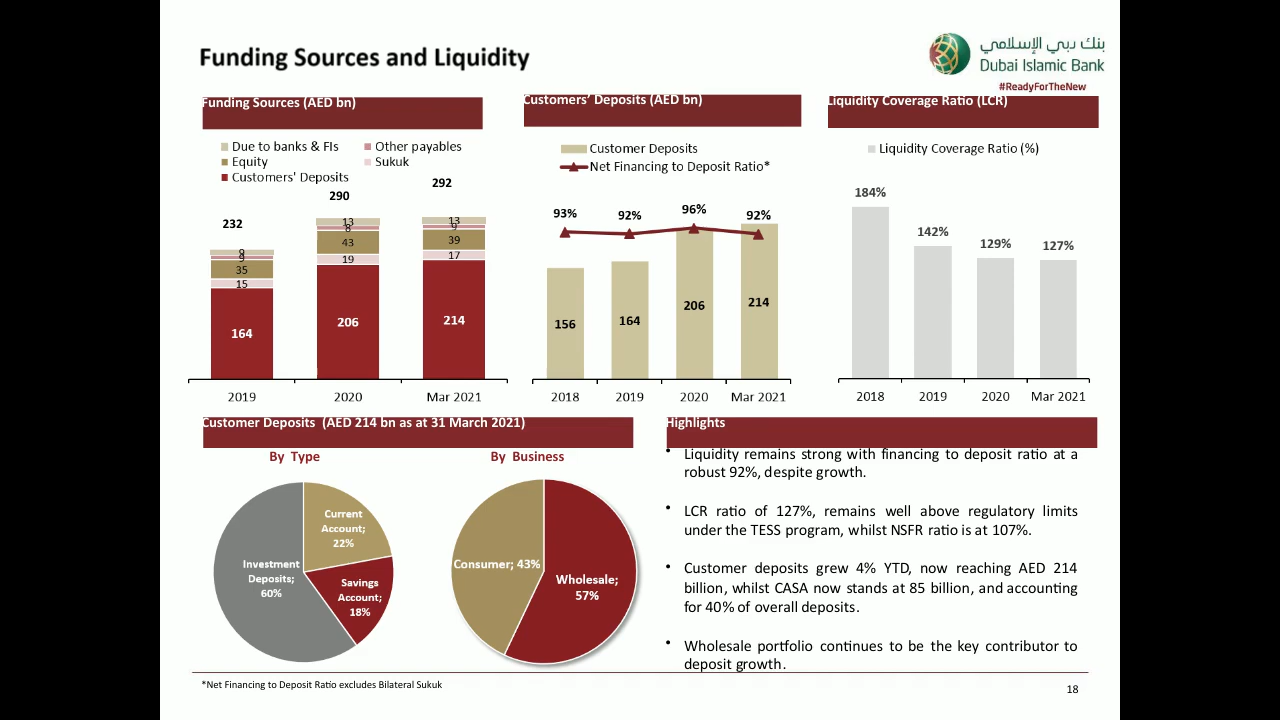 Funding Sources and Liquidity
بنك دبي الإسلامي
Dubai Islamic Bank
#ReadyForTheNew
Funding Sources (AED bn)
Due to banks & FIs
Other payables
Equity
Sukuk
Customers' Deposits
232
290
292
9
9
35
15
164
13
8
43
19
206
13
9
39
17
214
2019
2020
Mar 2021
Customers' Deposits (AED bn)
Customer Deposits
Net Financing to Deposit Ratio*
93%
92%
96%
92%
156
164
206
214
2018
2019
2020
Mar 2021
Liquidity Coverage Ratio (LCR)
Liquidity Coverage Ratio (%)
184%
142%
129%
127%
2018
2019
2020
Mar 2021
Customer Deposits (AED 214 bn as at 31 March 2021)
By Type
Current
Account;
22%
Savings
Account;
18%
Investment
Deposits;
60%
By Business
Consumer; 43%
Wholesale;
57%
Highlights
• Liquidity remains strong with financing to deposit ratio at a
robust 92%, despite growth.
• LCR ratio of 127%, remains well above regulatory limits
under the TESS program, whilst NSFR ratio is at 107%.
• Customer deposits grew 4% YTD, now reaching AED 214
billion, whilst CASA now stands at 85 billion, and accounting
for 40% of overall deposits.
• Wholesale portfolio continues to be the key contributor to
deposit growth.
*Net Financing to Deposit Ratio excludes Bilateral Sukuk
18